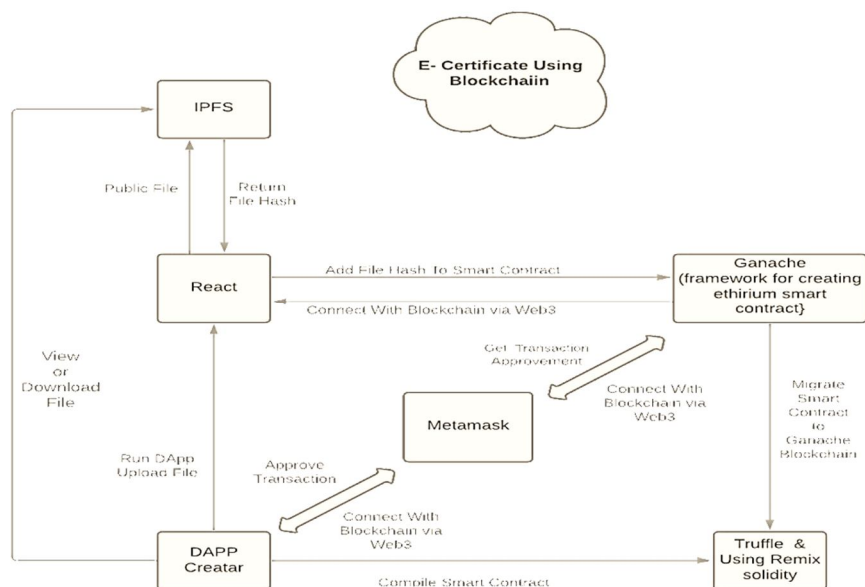 E- Certificate Using
Blockchaiin
IPFS
Public File
Return
File Hash
React
Add File Hash To Smart Contract
Connect With Blockchain via Web3
Ganache
(framework for creating
ethirium smart
contract}
View
or
Download
File
Get Transaction
Approvement
Connect With
Blockchain via
Web3
Migrate
Smart
Contract
to
Ganache
Blockchain
Metamask
Run DApp
Upload File
Approve
Transaction
Connect With
Blockchain via
Web3
DAPP
Creatar
Compile Smart Contract
Truffle &
Using Remix
solidity